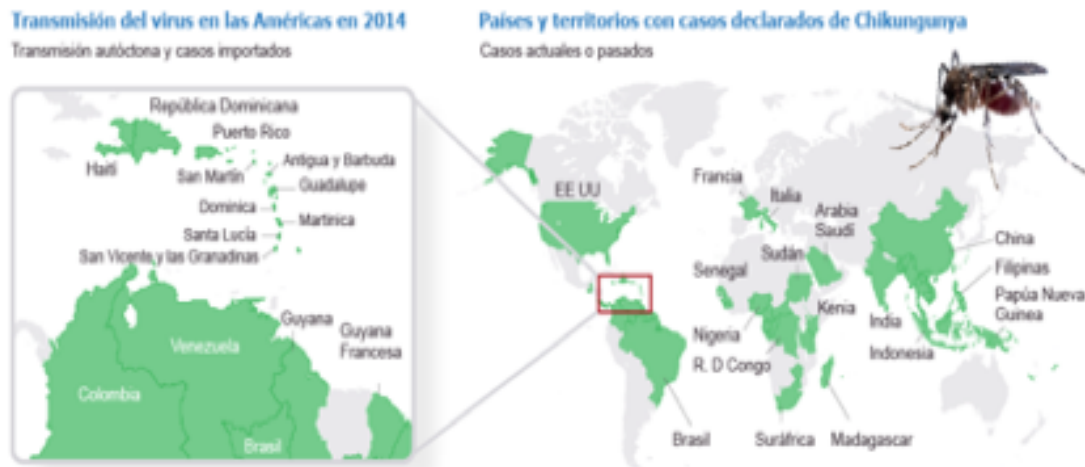 Transmisión del virus en las Américas en 2014
Transmisión autóctona y casos importados
República Dominicana
Puerto Rico
Haití
San Martín
Antigua y Barbuda
Guadalupe
Dominica
Martinica
Santa Lucía
San Vicente y las Granadinas
Guyana
Guyana
Francesa
Venezuela
Colombia
Brasil
Países y territorios con casos declarados de Chikungunya
Casos actuales o pasados
EE UU
Francia
Italia
Arabia
Saudí
Sudán
Senegal
China
Filipinas
Papúa Nueva
Guinea
Kenia
India
Nigeria
Indonesia
R. D Congo
Brasil
Suráfrica
Madagascar